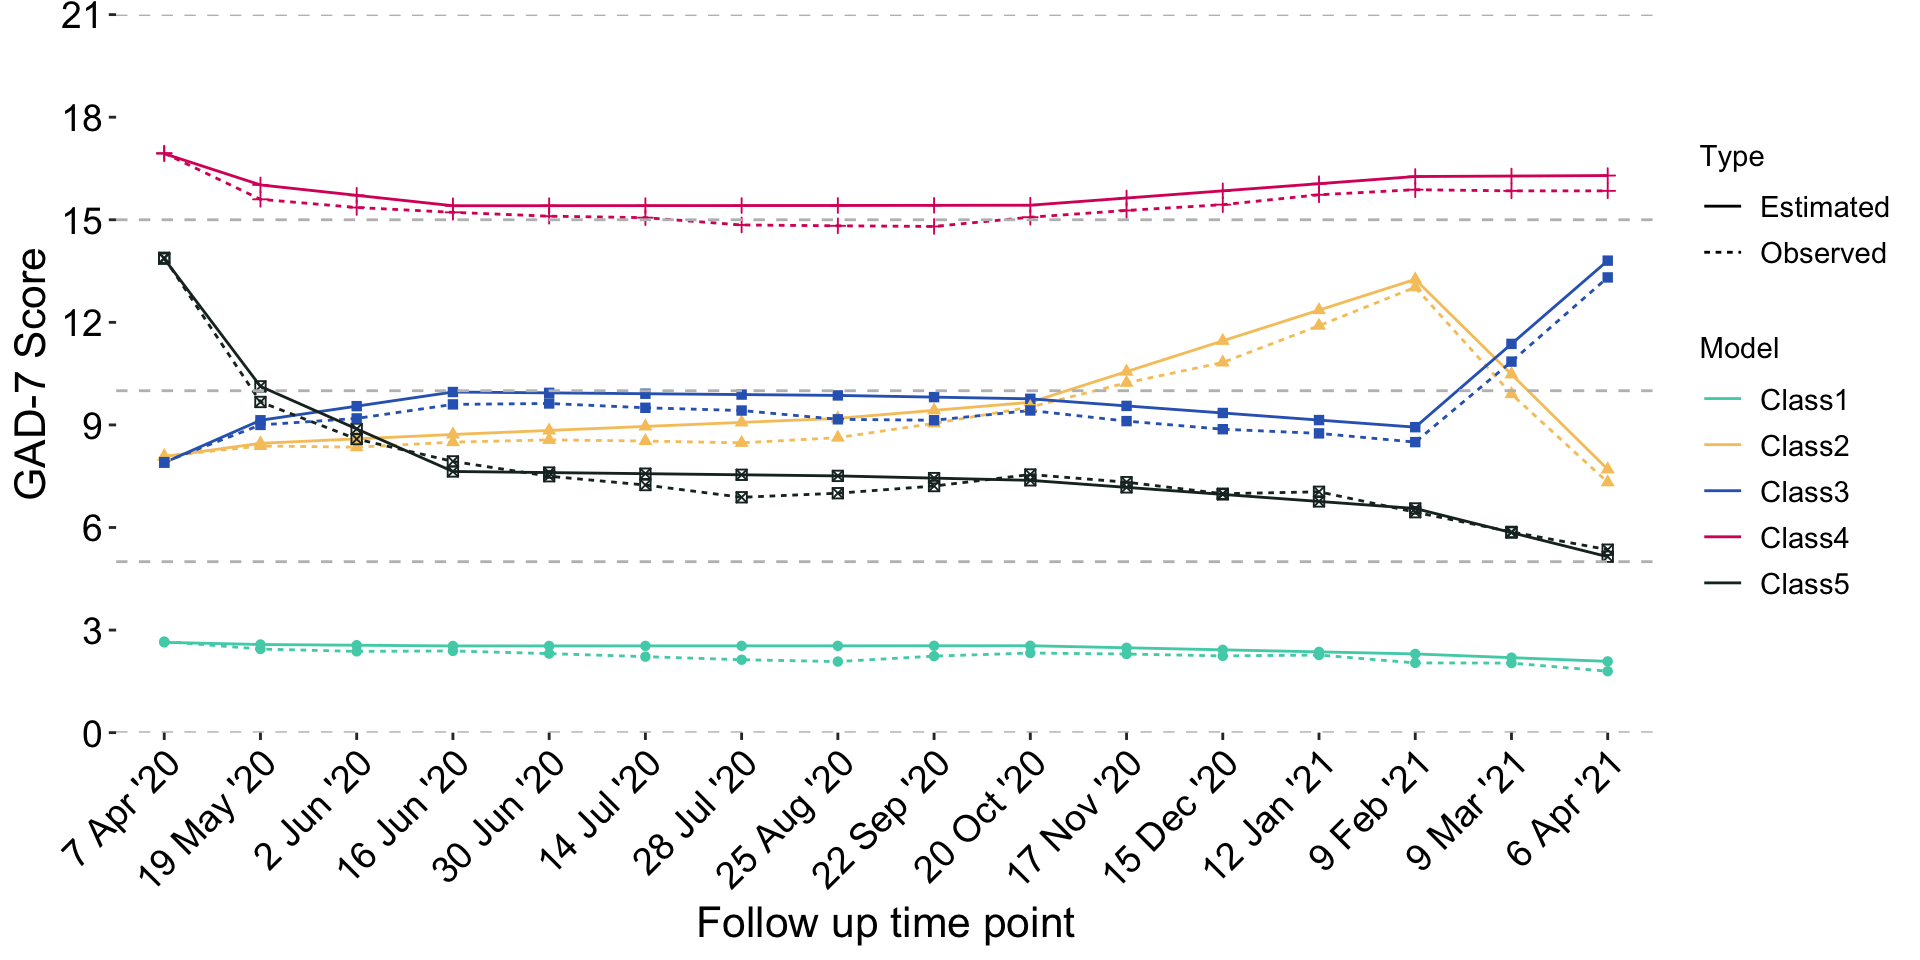 21
18
15
12
9
6
3
0
GAD-7 Score
7 Apr '20
19 May '20
2 Jun '20
16 Jun '20
30 Jun '20
14 Jul '20
28 Jul '20
25 Aug '20
22 Sep '20
20 Oct '20
17 Nov '20
15 Dec '20
12 Jan '21
9 Feb '21
9 Mar '21
6 Apr '21
Follow up time point
Type
Estimated
Observed
Model
Class1
Class2
Class3
Class4
Class5